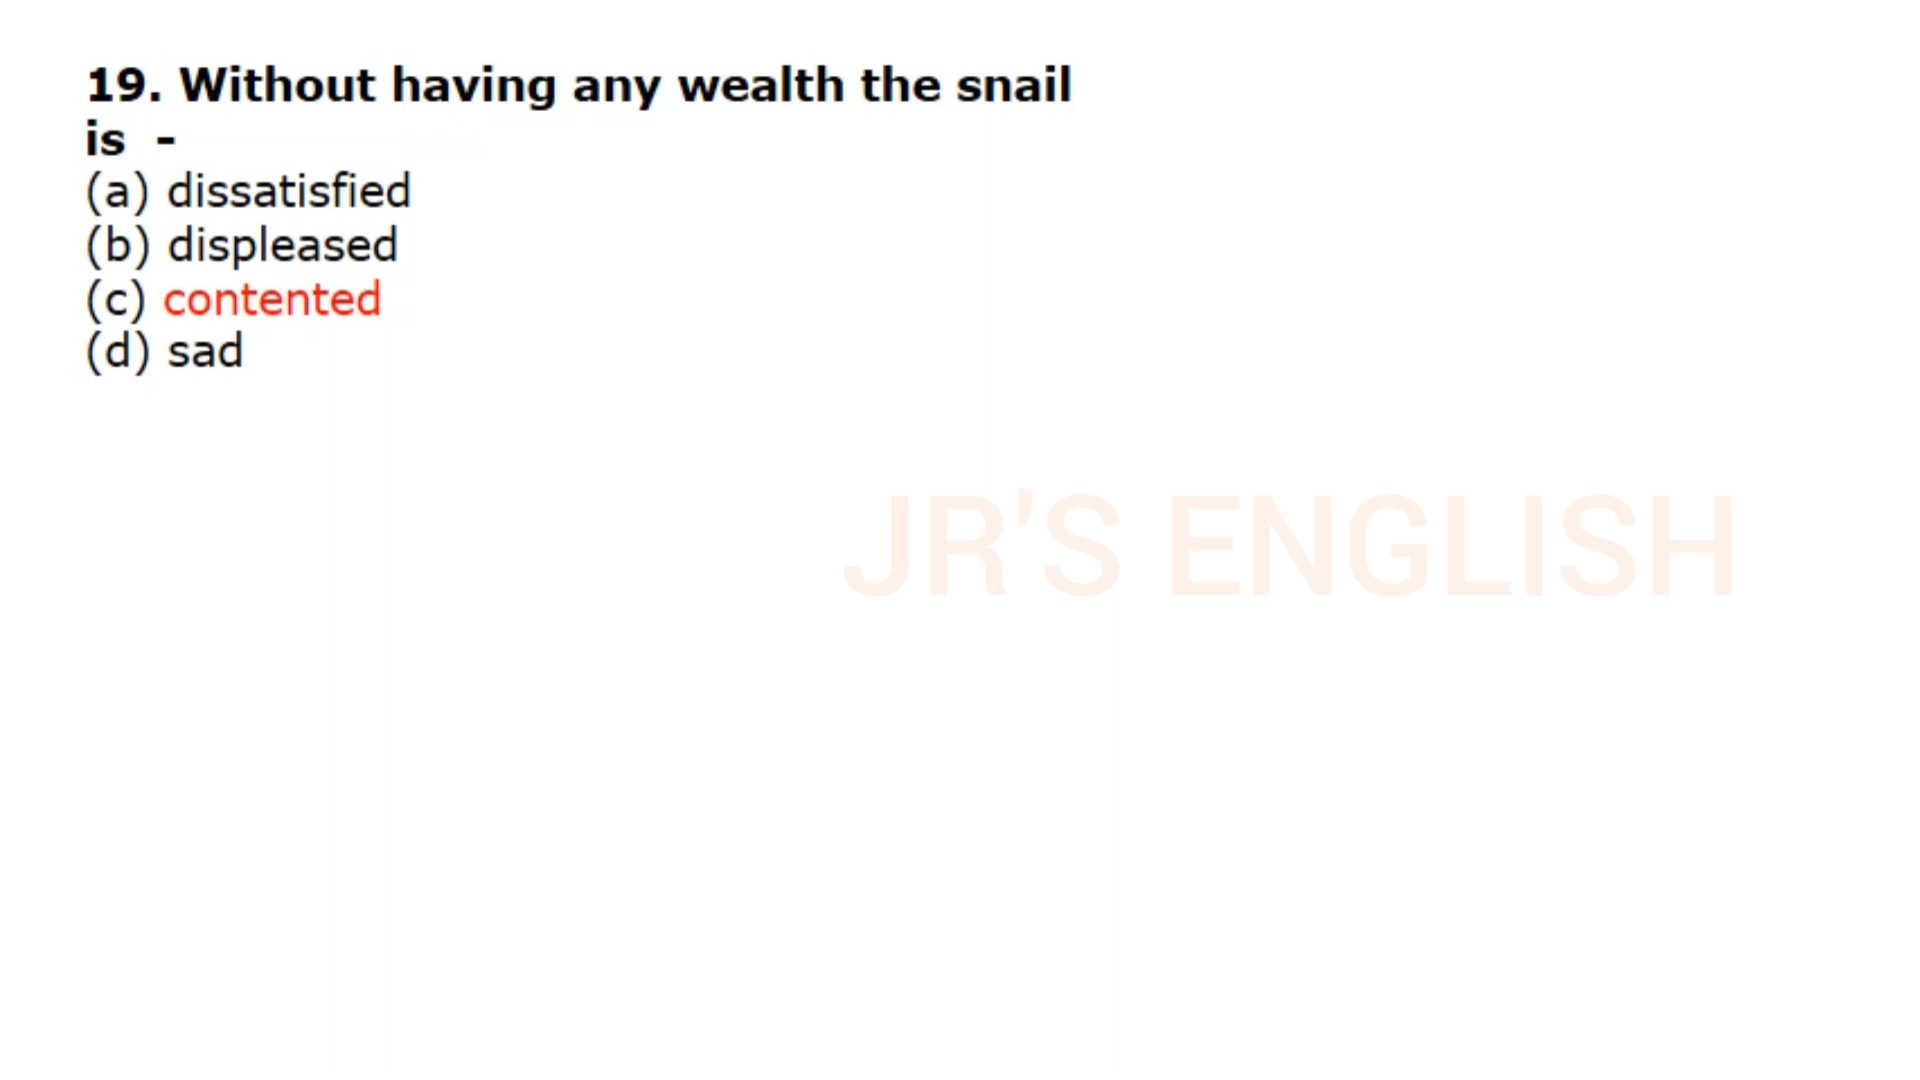 19. Without having any wealth the snail
is -
(a) dissatisfied
(b) displeased
(c) contented
(d) sad
JR'S ENGLISH